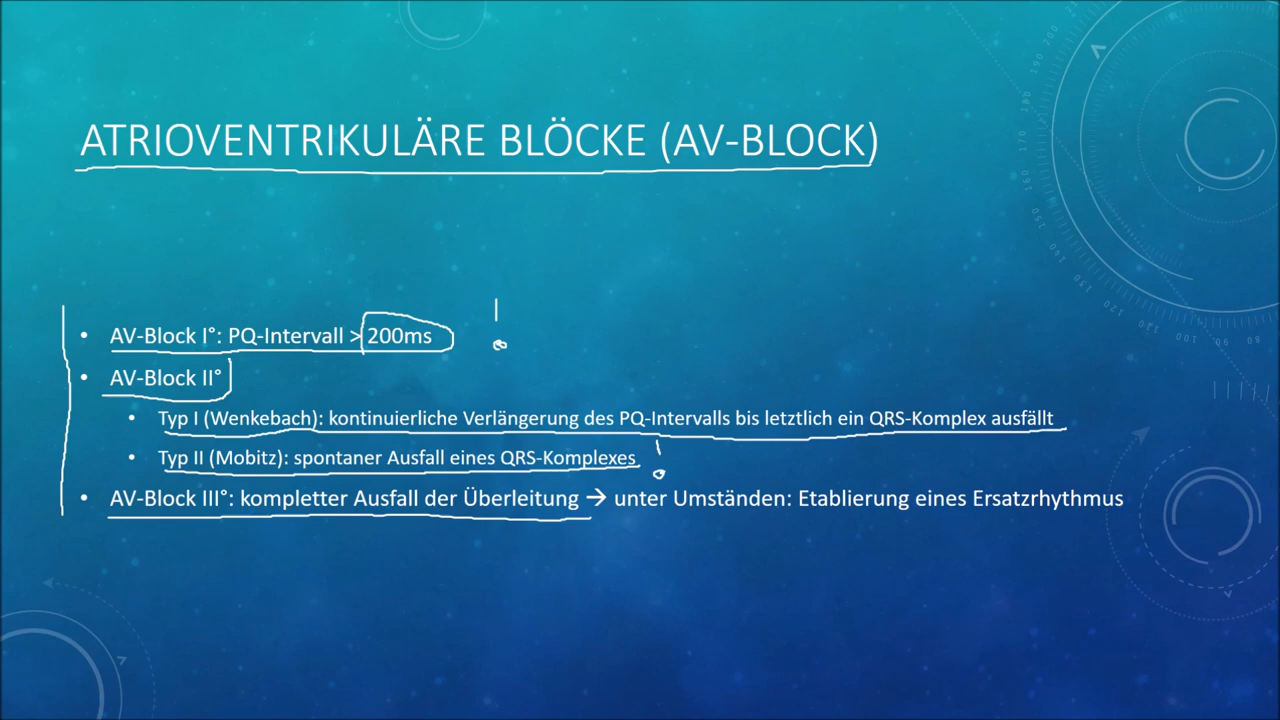 ATRIOVENTRIKULÄRE BLÖCKE (AV-BLOCK)
• AV-Block I°: PQ-Intervall > 200ms !
• AV-Block II°
• Typ I (Wenkebach): kontinuierliche Verlängerung des PQ-Intervalls bis letztlich ein QRS-Komplex ausfällt
• Typ II (Mobitz): spontaner Ausfall eines QRS-Komplexes !
• AV-Block III°: kompletter Ausfall der Überleitung → unter Umständen: Etablierung eines Ersatzrhythmus